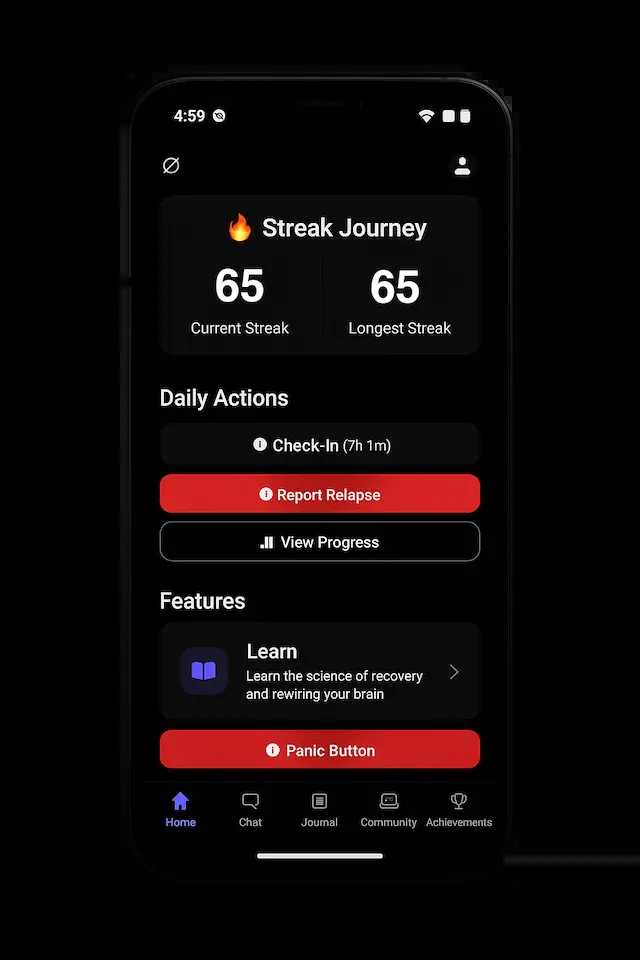 4:59
Streak Journey
65
65
Current Streak
Longest Streak
Daily Actions
Check-In (7h 1m)
Report Relapse
View Progress
Features
Learn
Learn the science of recovery
and rewiring your brain
Panic Button
Home
Chat
Journal
Community
Achievements